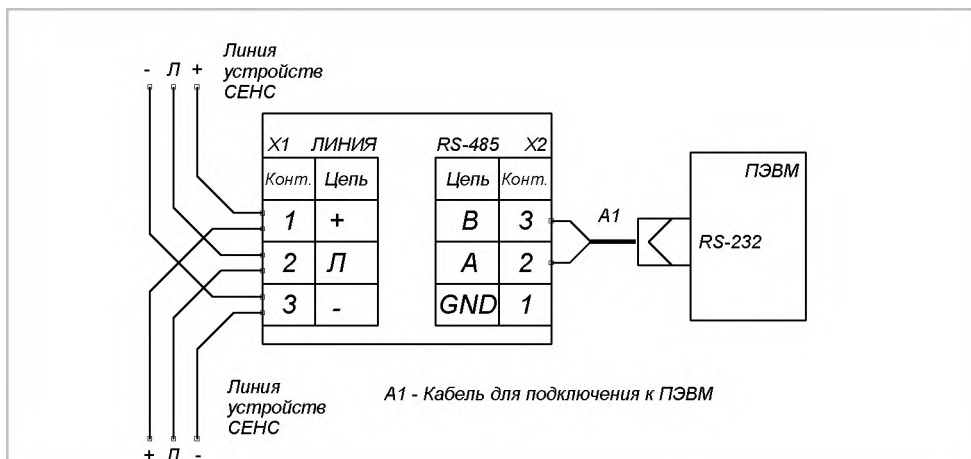 - Л +
Линия
устройств
СЕНС
X1 ЛИНИЯ
Конт. Цепь
1 +
2 Л
3 -
RS-485 X2
Цепь Конт.
B 3
A 2
GND 1
A1
ПЭВМ
RS-232
Линия
устройств
СЕНС
A1 - Кабель для подключения к ПЭВМ
+ Л -